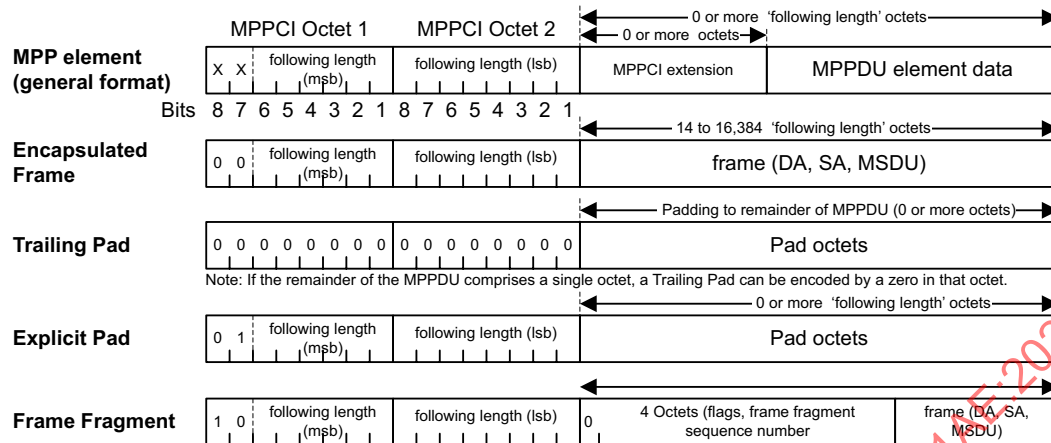 0 or more 'following length' octets
MPPCI Octet 1 MPPCI Octet 2 0 or more octets
MPP element
(general format)
X X following length
(msb)
following length (lsb)
MPPCI extension
MPPDU element data
Bits 8 7 6 5 4 3 2 1 8 7 6 5 4 3 2 1
14 to 16,384 'following length' octets
Encapsulated
Frame
0 0 following length
(msb)
following length (lsb)
frame (DA, SA, MSDU)
Padding to remainder of MPPDU (0 or more octets)
Trailing Pad
0 0 0 0 0 0 0 0 0 0 0 0 0 0 0 0
Pad octets
Note: If the remainder of the MPPDU comprises a single octet, a Trailing Pad can be encoded by a zero in that octet.
0 or more 'following length' octets
Explicit Pad
0 1 following length
(msb)
following length (lsb)
Pad octets
Frame Fragment
1 0 following length
(msb)
following length (lsb)
0
4 Octets (flags, frame fragment
sequence number
frame (DA, SA,
MSDU)